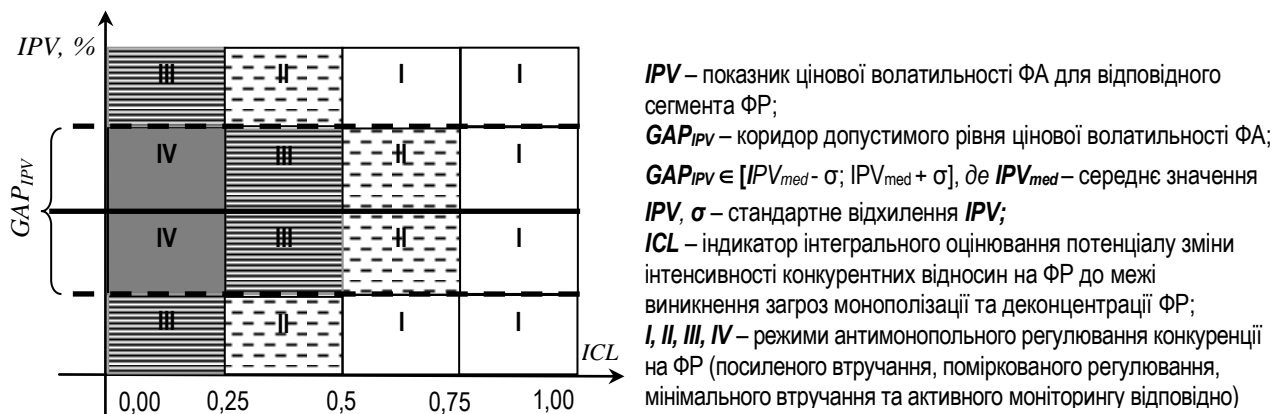 IPV, %
III II I I
GAP_IPV
IV III II I
IV III II I
III II I I
ICL
0,00 0,25 0,5 0,75 1,00
IPV – показник цінової волатильності ФА для відповідного
сегмента ФР;
GAP_IPV – коридор допустимого рівня цінової волатильності ФА;
GAP_IPV ∈ [IPV_med - σ; IPV_med + σ], де IPV_med – середнє значення
IPV, σ – стандартне відхилення IPV;
ICL – індикатор інтегрального оцінювання потенціалу зміни
інтенсивності конкурентних відносин на ФР до межі
виникнення загроз монополізації та деконцентрації ФР;
I, II, III, IV – режими антимонопольного регулювання конкуренції
на ФР (посиленого втручання, поміркованого регулювання,
мінімального втручання та активного моніторингу відповідно)